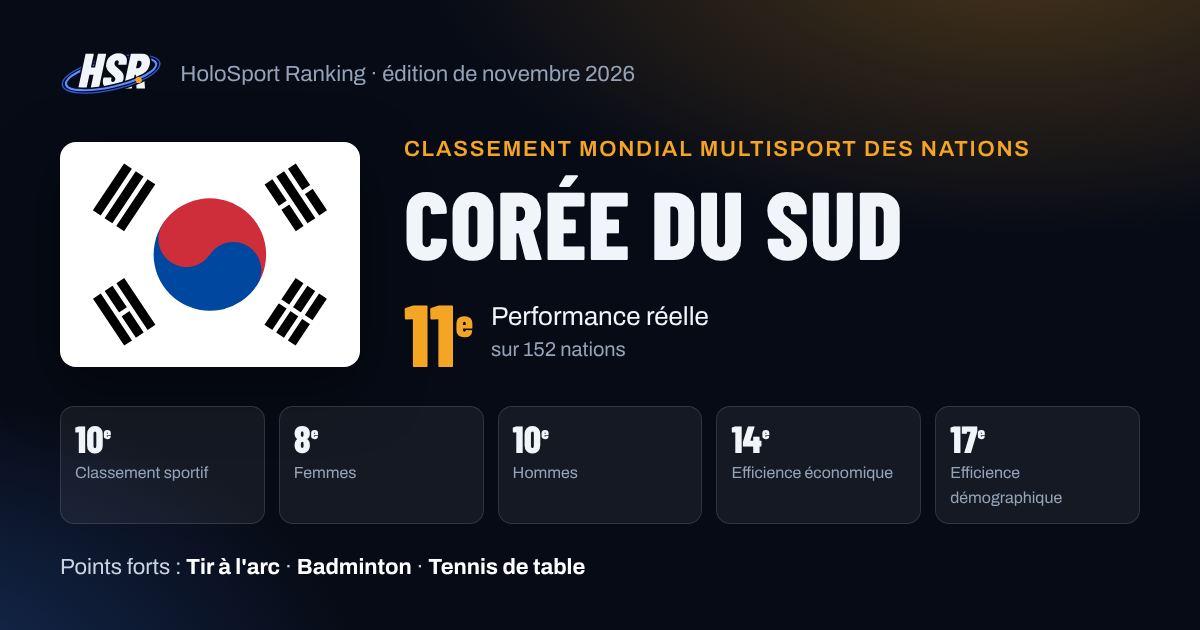 HSR
HoloSport Ranking · édition de novembre 2026
CLASSEMENT MONDIAL MULTISPORT DES NATIONS
CORÉE DU SUD
11e
Performance réelle
sur 152 nations
10e
Classement sportif
8e
Femmes
10e
Hommes
14e
Efficience économique
17e
Efficience
démographique
Points forts : Tir à l'arc · Badminton · Tennis de table